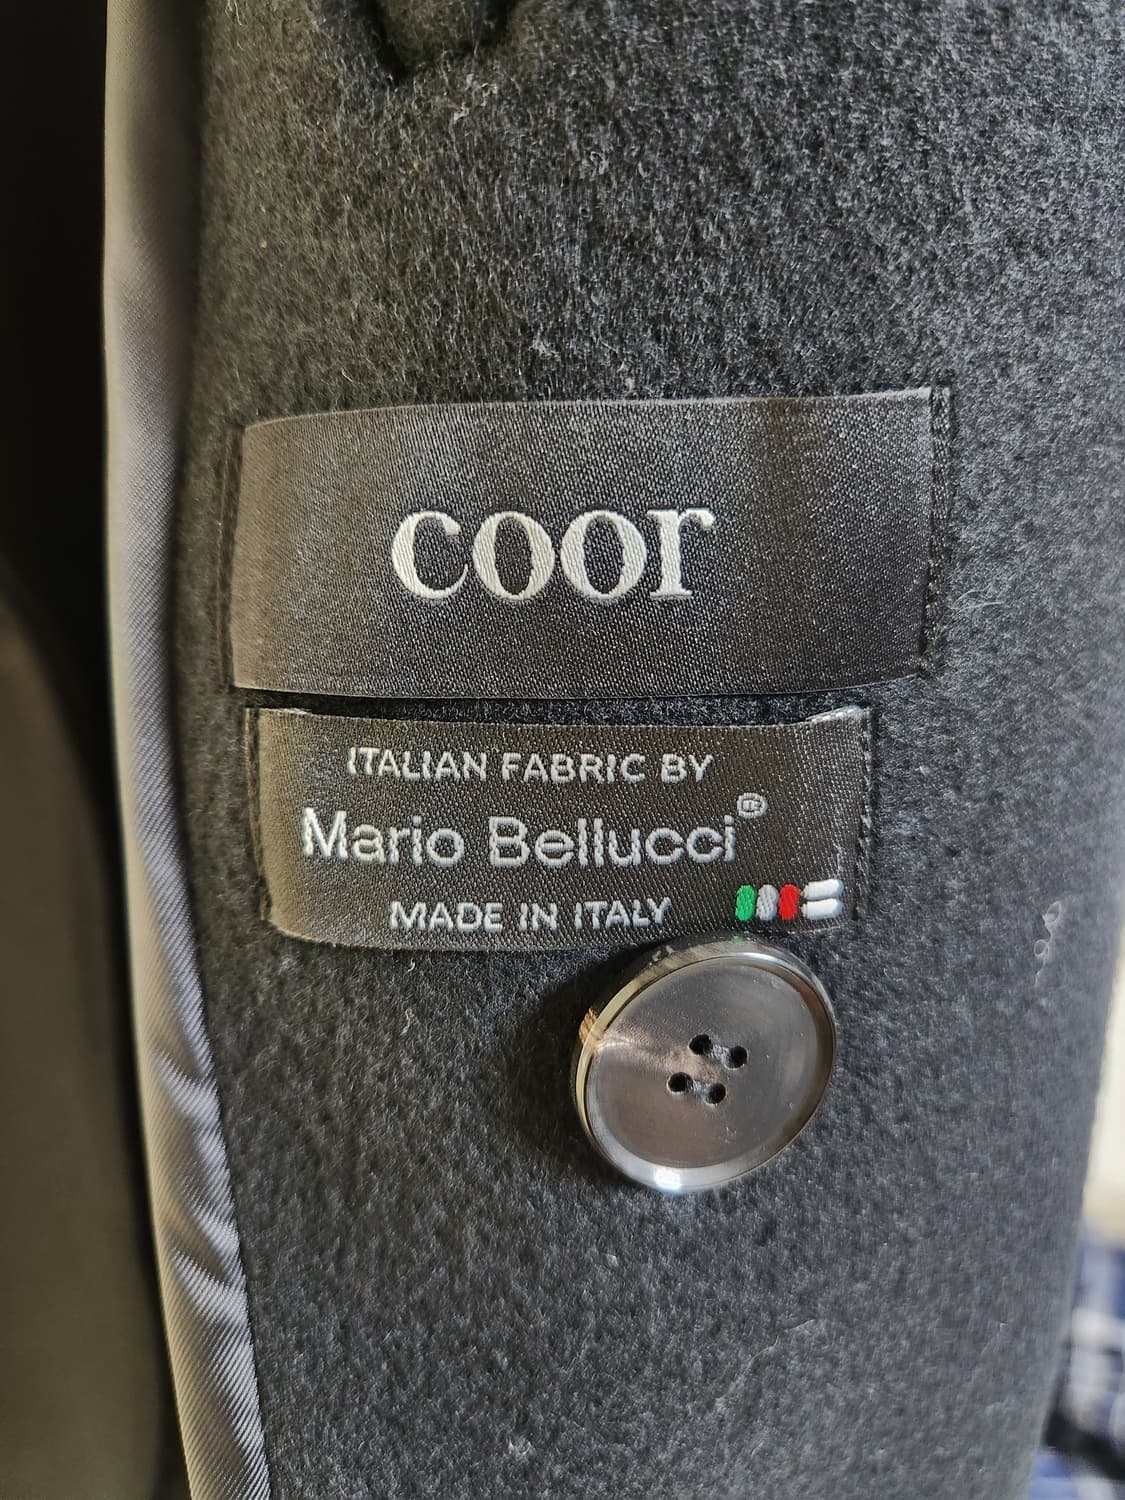 coor
ITALIAN FABRIC BY
Mario Bellucci®
MADE IN ITALY